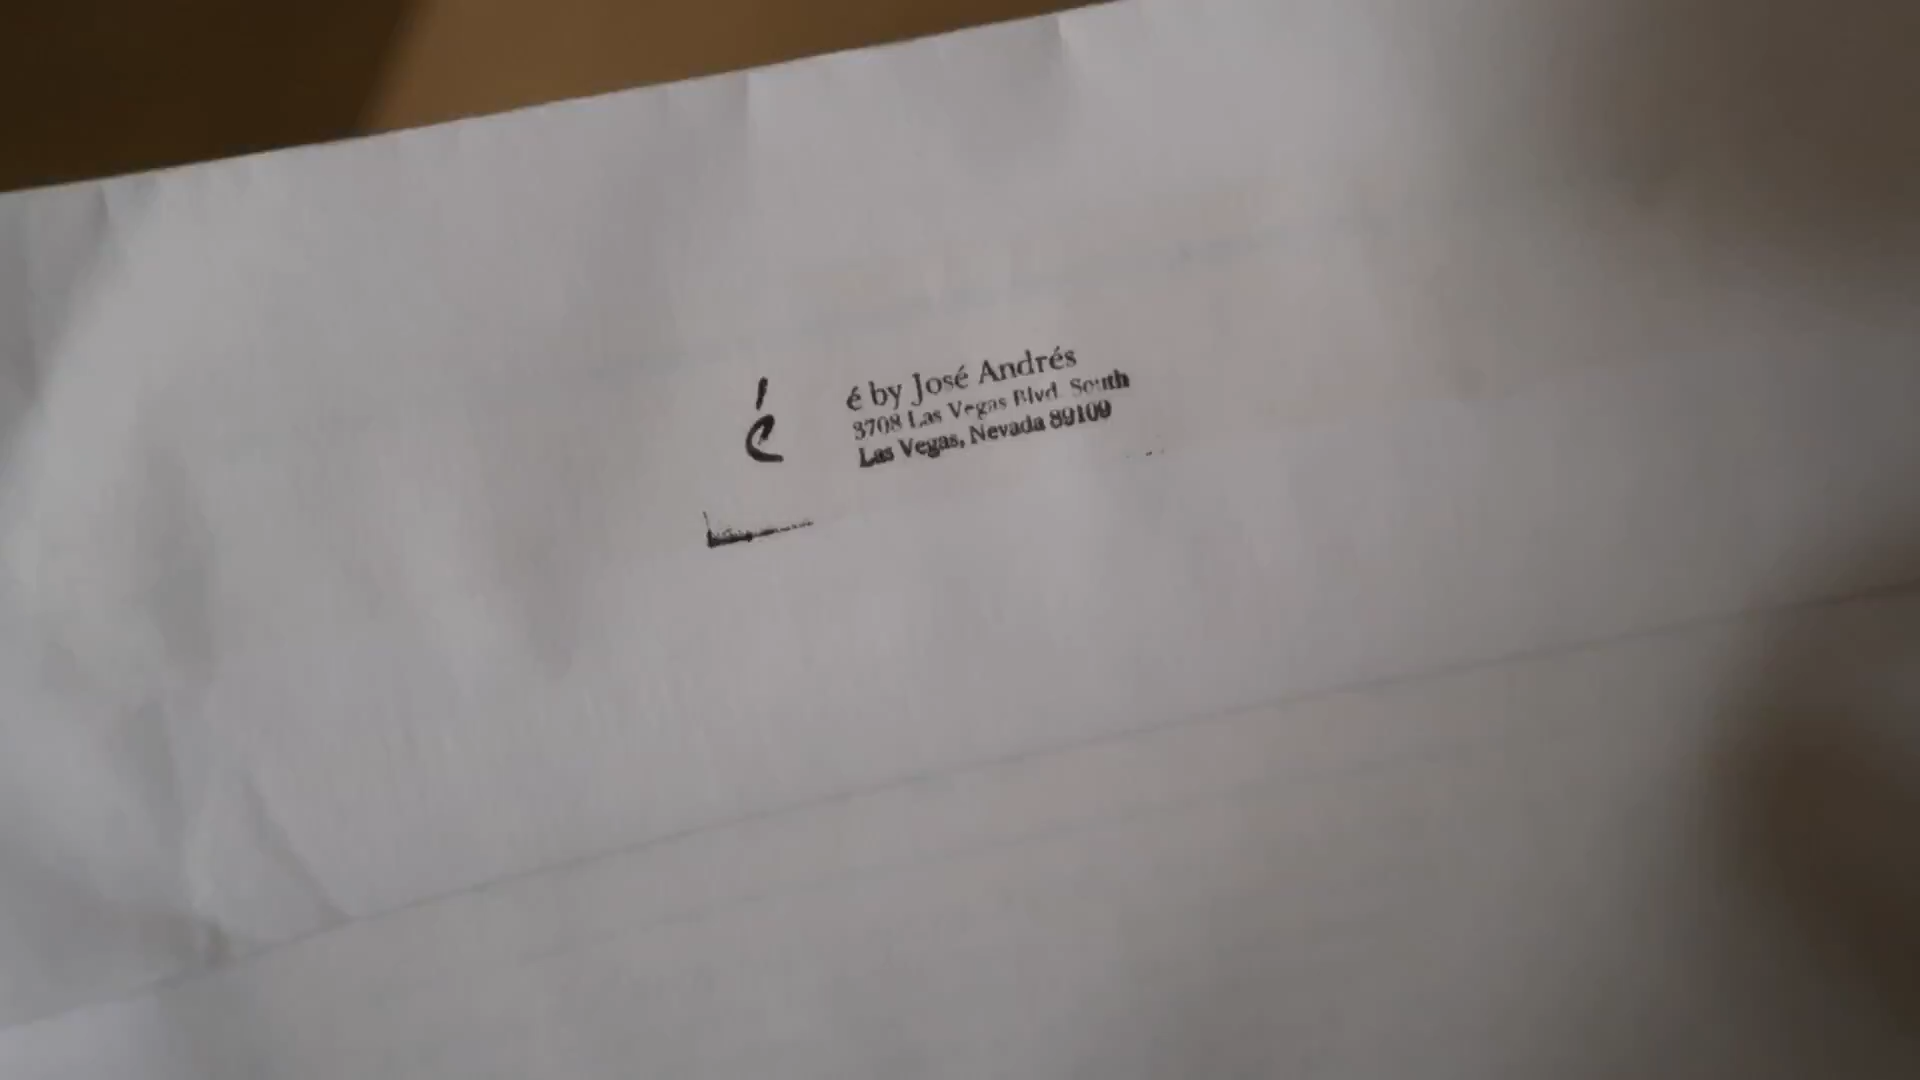 é
é by José Andrés
3708 Las Vegas Blvd. South
Las Vegas, Nevada 89109